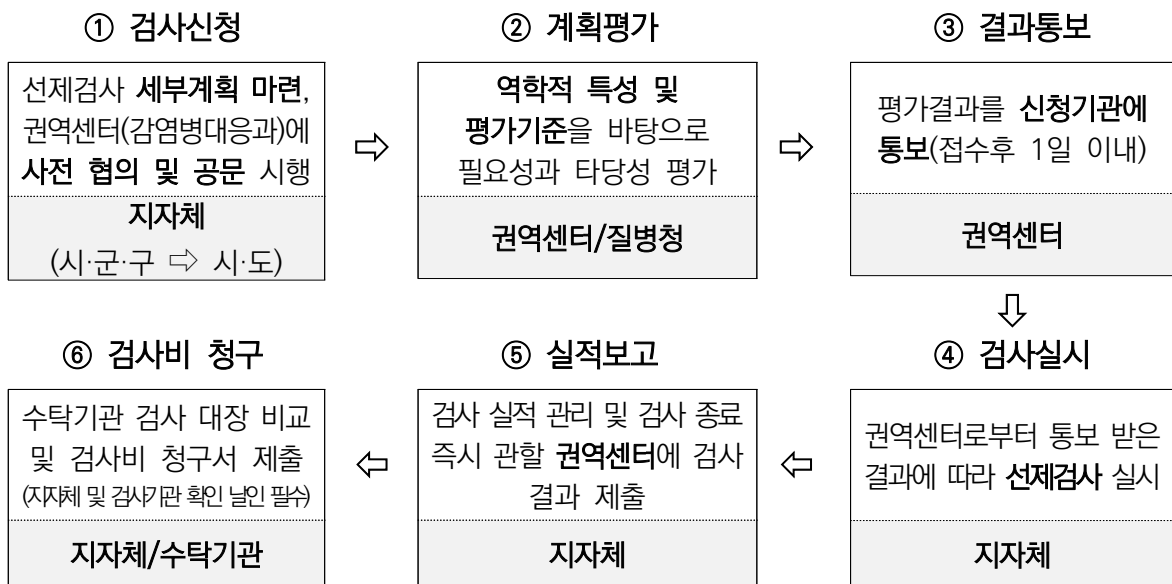 ① 검사신청
선제검사 세부계획 마련,
권역센터(감염병대응과)에
사전 협의 및 공문 시행
지자체
(시·군·구 ⇨ 시·도)
② 계획평가
역학적 특성 및
평가기준을 바탕으로
필요성과 타당성 평가
권역센터/질병청
③ 결과통보
평가결과를 신청기관에
통보(접수후 1일 이내)
권역센터
④ 검사실시
권역센터로부터 통보 받은
결과에 따라 선제검사 실시
지자체
⑤ 실적보고
검사 실적 관리 및 검사 종료
즉시 관할 권역센터에 검사
결과 제출
지자체
⑥ 검사비 청구
수탁기관 검사 대장 비교
및 검사비 청구서 제출
(지자체 및 검사기관 확인 날인 필수)
지자체/수탁기관